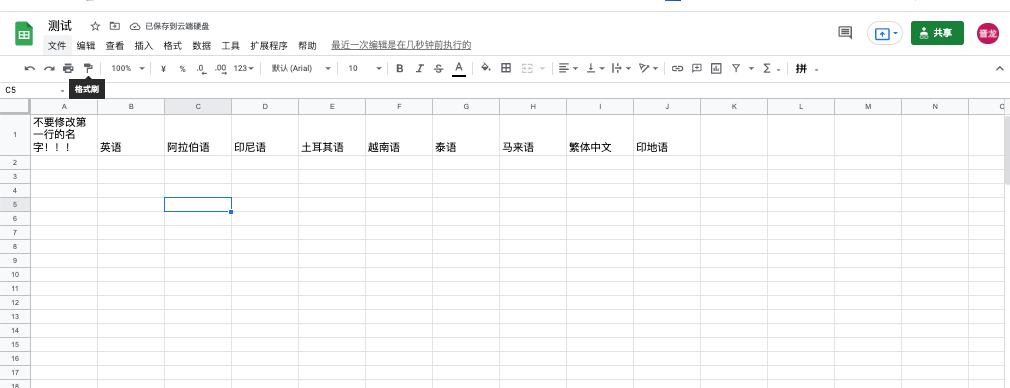 测试
已保存到云端硬盘
文件 编辑 查看 插入 格式 数据 工具 扩展程序 帮助 最近一次编辑是在几秒钟前执行的
共享
晋龙
100% ¥ % .0 .00 123 默认 (Arial) 10 B I S A Σ 拼
C5
格式刷
A B C D E F G H I J K L M N O
1 不要修改第
一行的名
字！！！ 英语 阿拉伯语 印尼语 土耳其语 越南语 泰语 马来语 繁体中文 印地语
2
3
4
5
6
7
8
9
10
11
12
13
14
15
16
17
18